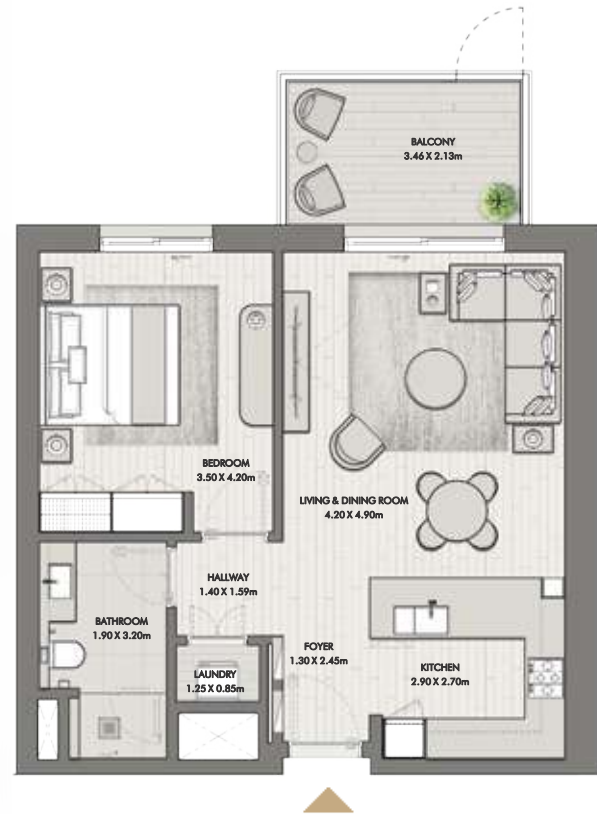 BALCONY
3.46 X 2.13m
BEDROOM
3.50 X 4.20m
LIVING & DINING ROOM
4.20 X 4.90m
HALLWAY
1.40 X 1.59m
BATHROOM
1.90 X 3.20m
FOYER
1.30 X 2.45m
LAUNDRY
1.25 X 0.85m
KITCHEN
2.90 X 2.70m